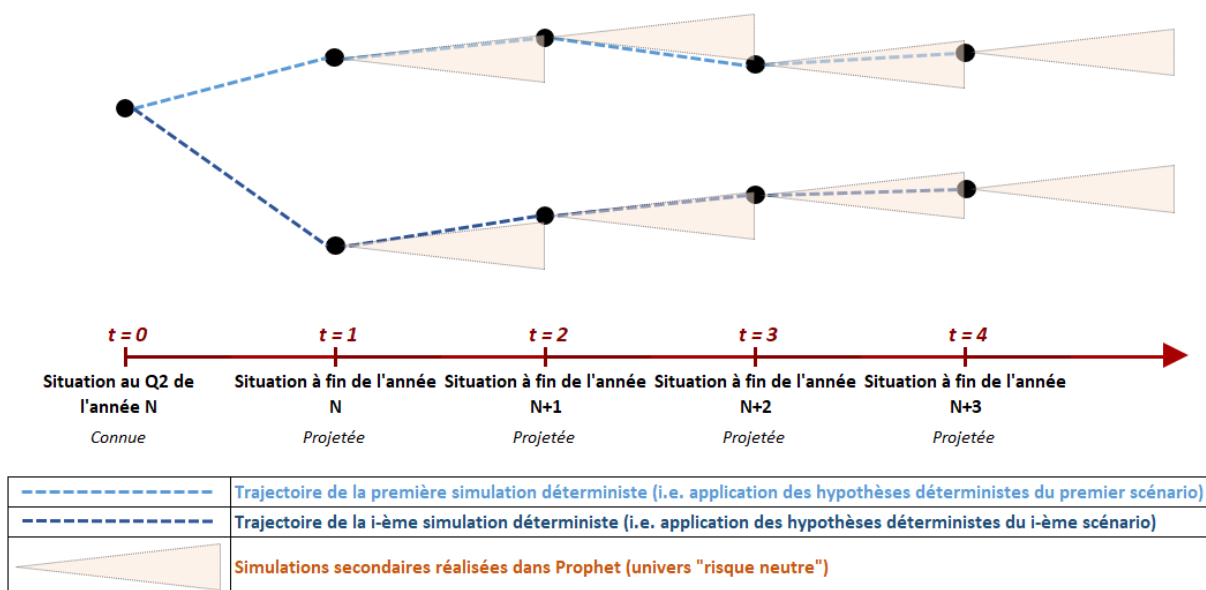 t = 0
t = 1
t = 2
t = 3
t = 4
Situation au Q2 de
l'année N
Connue
Situation à fin de l'année
N
Projetée
Situation à fin de l'année
N+1
Projetée
Situation à fin de l'année
N+2
Projetée
Situation à fin de l'année
N+3
Projetée
Trajectoire de la première simulation déterministe (i.e. application des hypothèses déterministes du premier scénario)
Trajectoire de la i-ème simulation déterministe (i.e. application des hypothèses déterministes du i-ème scénario)
Simulations secondaires réalisées dans Prophet (univers "risque neutre")